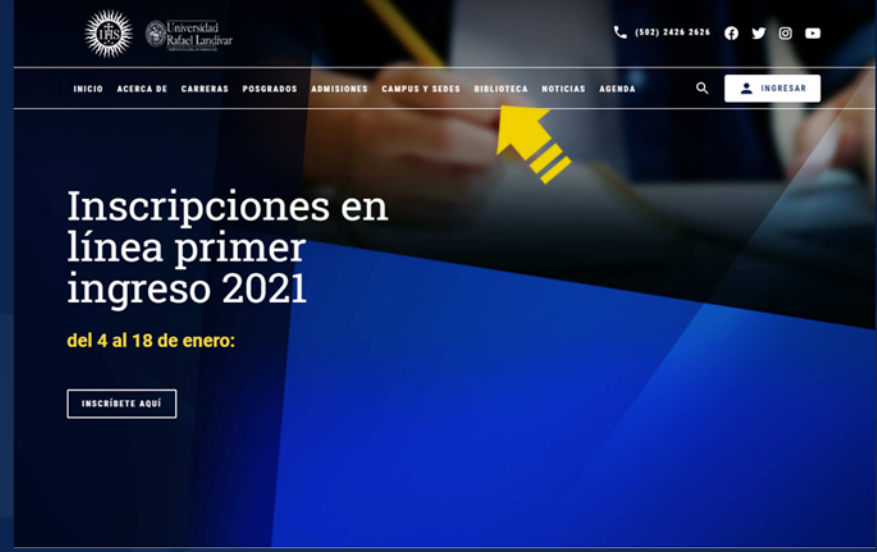 IHS
Universidad
Rafael Landívar
(502) 2426 2626
INICIO ACERCA DE CARRERAS POSGRADOS ADMISIONES CAMPUS Y SEDES BIBLIOTECA NOTICIAS AGENDA INGRESAR
Inscripciones en
línea primer
ingreso 2021
del 4 al 18 de enero:
INSCRÍBETE AQUÍ